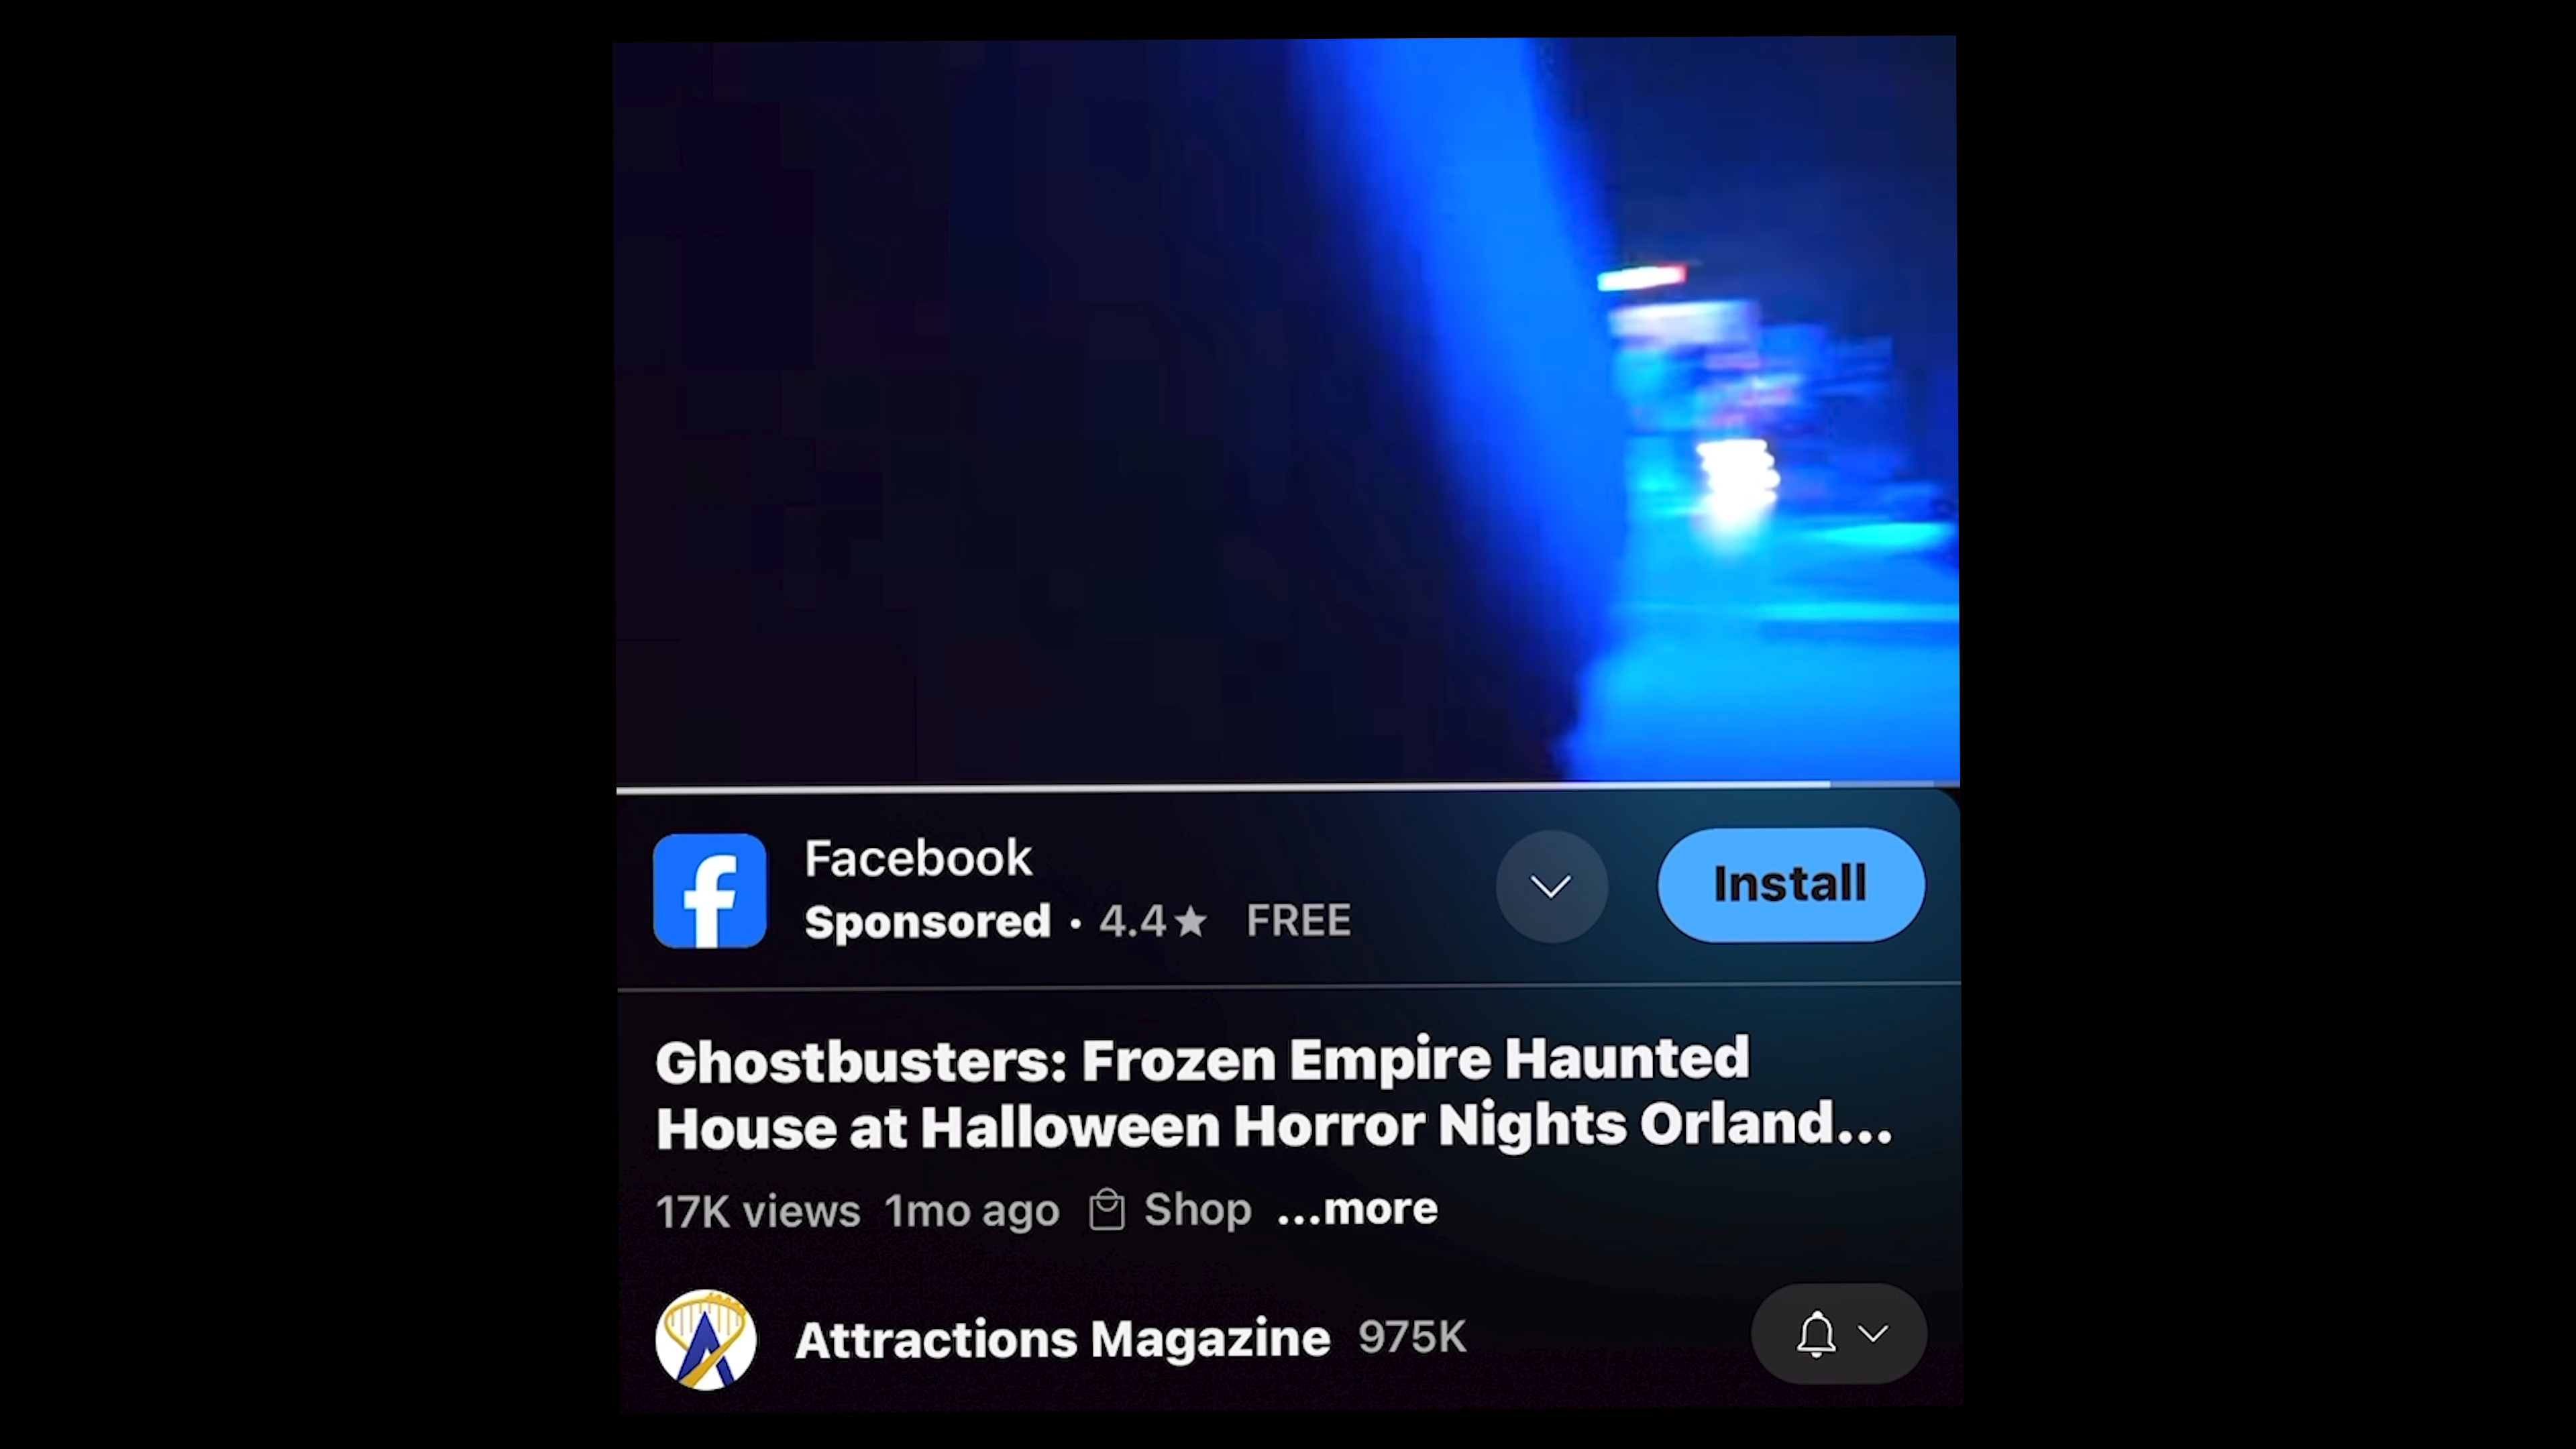 Facebook
Sponsored • 4.4★ FREE
Install
Ghostbusters: Frozen Empire Haunted
House at Halloween Horror Nights Orland...
17K views 1mo ago Shop ...more
Attractions Magazine 975K